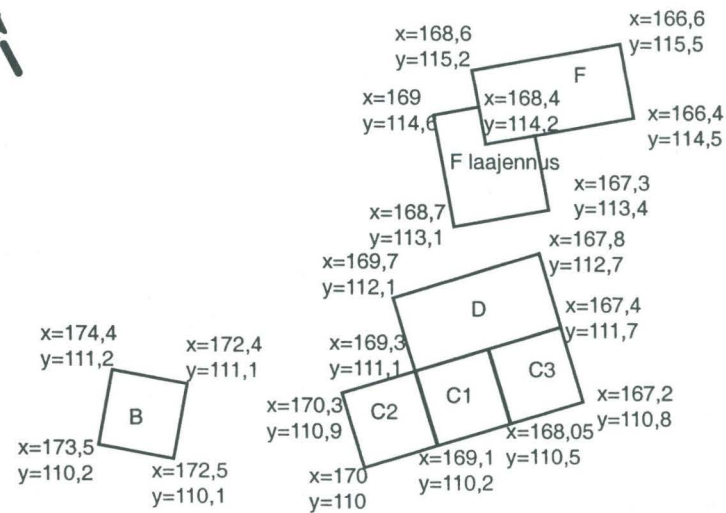 x=166,6
y=115,5
x=168,6
y=115,2
F
x=169
y=114,6
x=168,4
y=114,2
x=166,4
y=114,5
F laajennus
x=167,3
y=113,4
x=168,7
y=113,1
x=167,8
y=112,7
x=169,7
y=112,1
D
x=167,4
y=111,7
x=169,3
y=111,1
x=174,4
y=111,2
x=172,4
y=111,1
B
C3
C1
C2
x=170,3
y=110,9
x=167,2
y=110,8
x=173,5
y=110,2
x=172,5
y=110,1
x=170
y=110
x=169,1
y=110,2
x=168,05
y=110,5